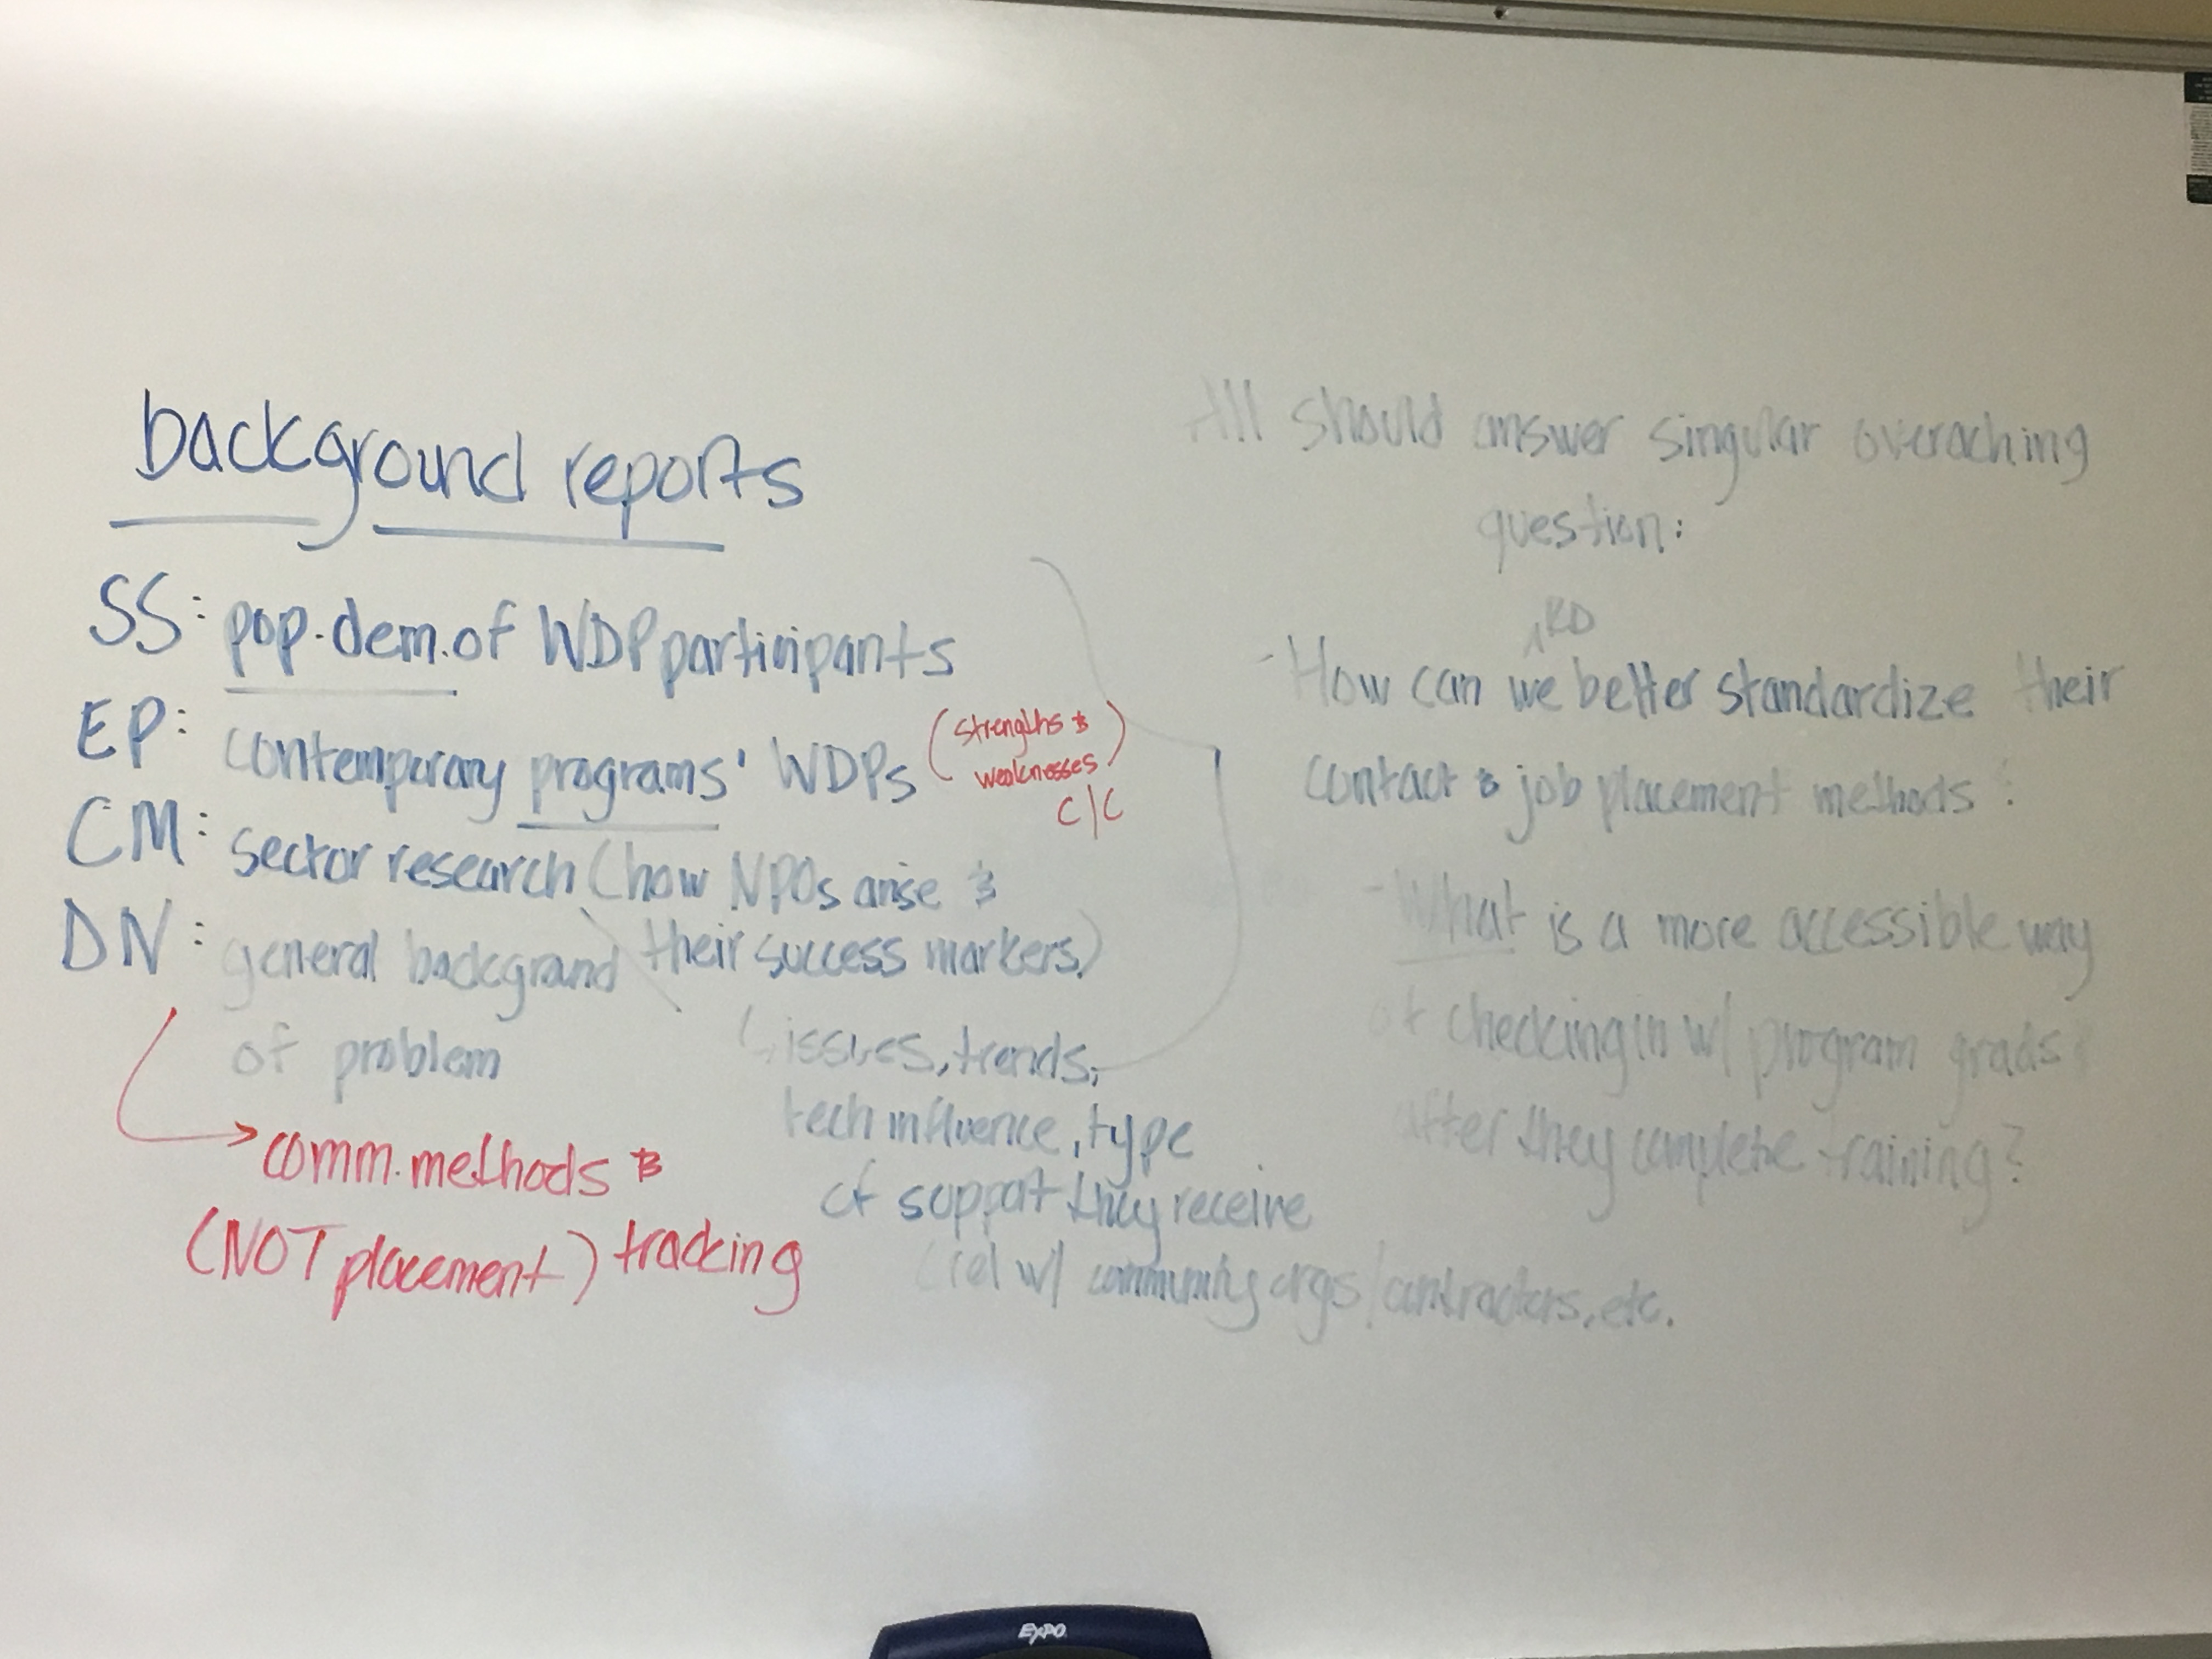 background reports
SS: pop. dem. of WDP participants
EP: contemporary programs' WDPs (strengths &
weaknesses)
C/C
CM: sector research (how NPOs arise &
their success markers)
DN: general background
of problem
issues, trends,
tech influence, type
of support they receive
(rel w/ community orgs/contractors, etc.
comm. methods &
(NOT placement) tracking
All should answer singular overaching
question:
RD
- How can we better standardize their
contact & job placement methods?
- What is a more accessible way
of checking in w/ program grads
after they complete training?
EXPO